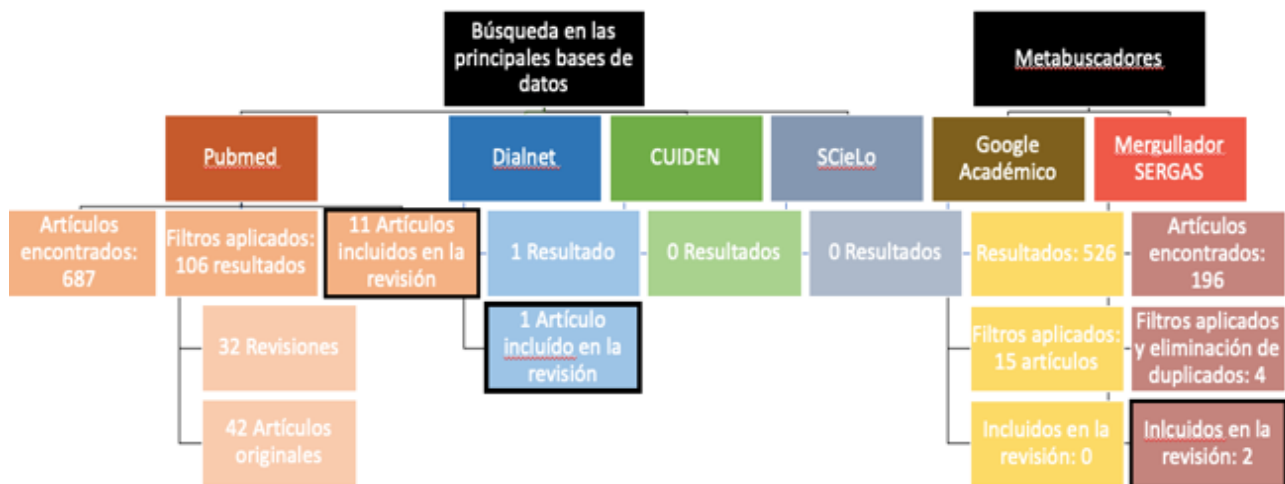 Búsqueda en las
principales bases de
datos
Metabuscadores
Pubmed
Dialnet
CUIDEN
SCieLo
Google
Académico
Mergullador
SERGAS
Artículos
encontrados:
687
Filtros aplicados:
106 resultados
11 Artículos
incluidos en la
revisión
1 Resultado
0 Resultados
0 Resultados
Resultados: 526
Artículos
encontrados:
196
32 Revisiones
1 Artículo
incluído en la
revisión
Filtros aplicados:
15 artículos
Filtros aplicados
y eliminación de
duplicados: 4
42 Artículos
originales
Incluidos en la
revisión: 0
Inlcuidos en la
revisión: 2